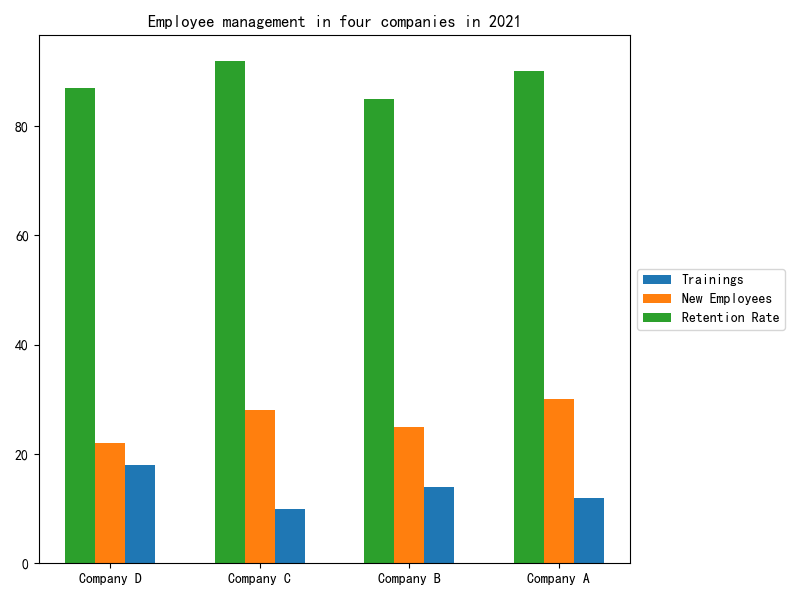 Employee management in four companies in 2021
80
60
40
20
0
Company D
Company C
Company B
Company A
Trainings
New Employees
Retention Rate